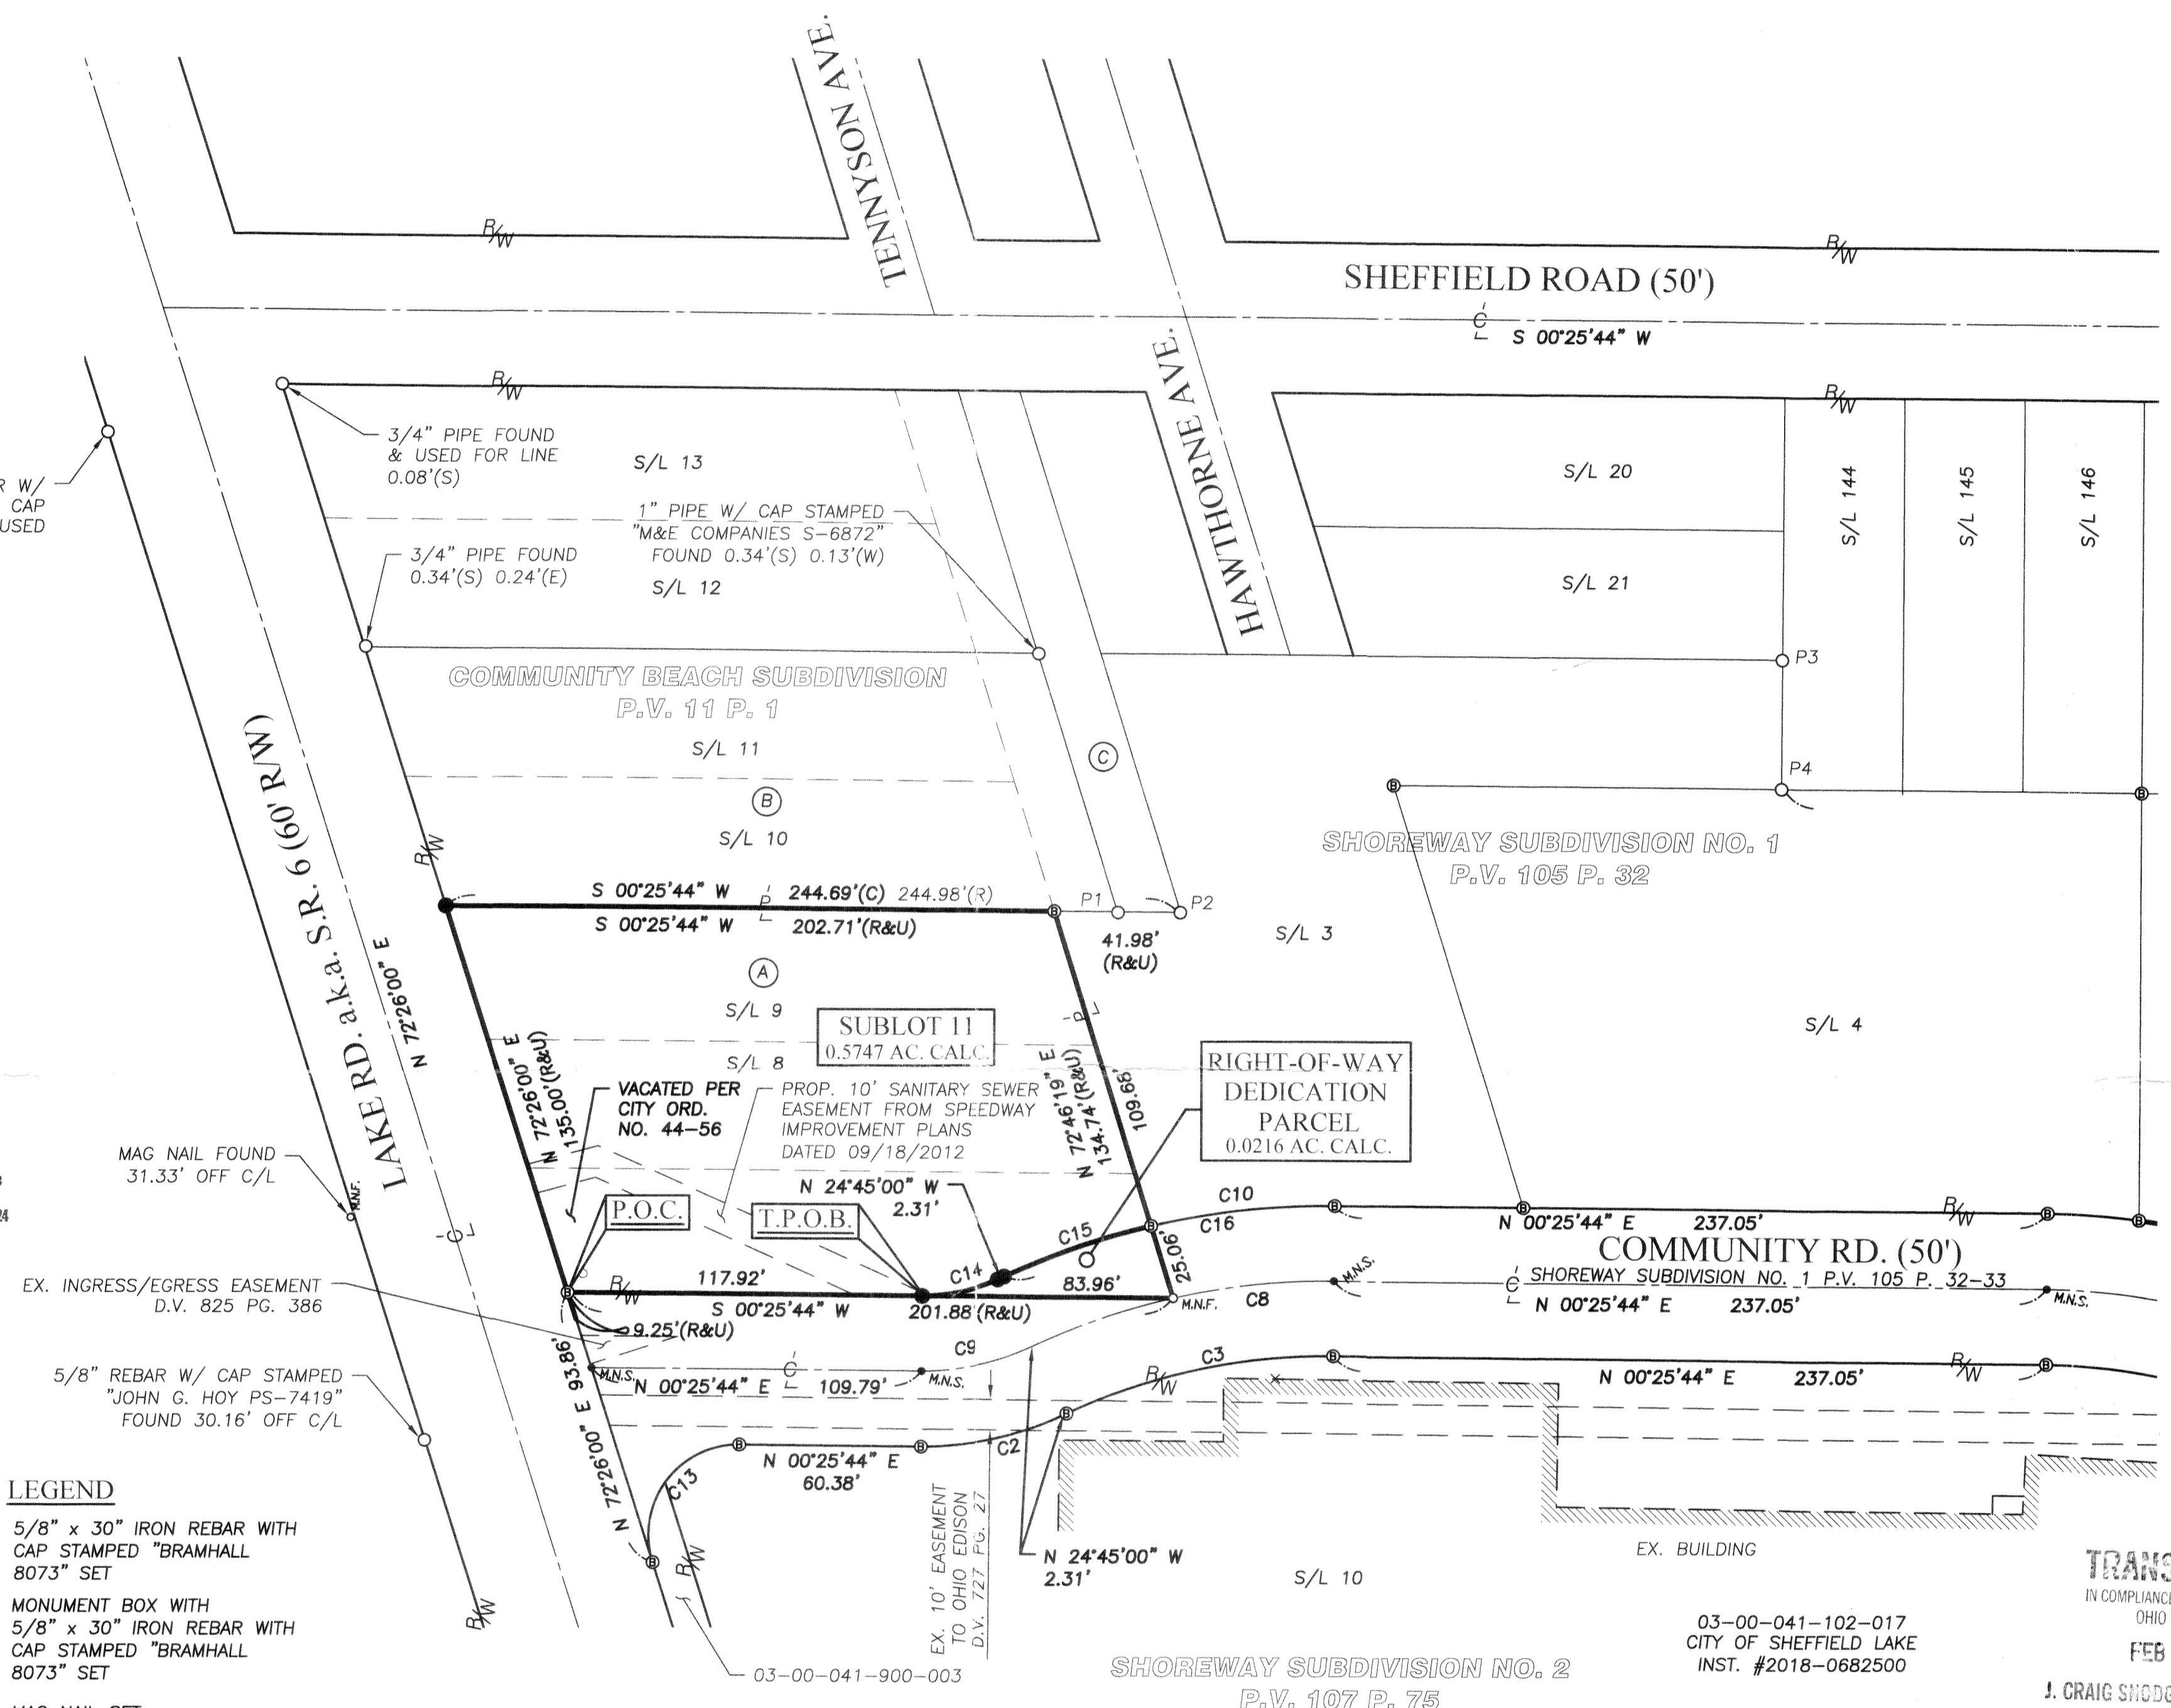 TENNYSON AVE.
R/W
R/W
SHEFFIELD ROAD (50')
C/L
S 00°25'44" W
HAWTHORNE AVE.
R/W
R/W
3/4" PIPE FOUND
& USED FOR LINE
0.08'(S)
S/L 13
S/L 20
S/L 144
S/L 145
S/L 146
W/
CAP
USED
1" PIPE W/ CAP STAMPED
"M&E COMPANIES S-6872"
FOUND 0.34'(S) 0.13'(W)
3/4" PIPE FOUND
0.34'(S) 0.24'(E)
S/L 12
S/L 21
P3
COMMUNITY BEACH SUBDIVISION
P.V. 11 P. 1
S/L 11
C
P4
B
S/L 10
LAKE RD. a.k.a. S.R. 6 (60' R/W)
R/W
SHOREWAY SUBDIVISION NO. 1
P.V. 105 P. 32
S 00°25'44" W
P/L
244.69'(C) 244.98'(R)
S 00°25'44" W
202.71'(R&U)
P1
P2
41.98'
(R&U)
S/L 3
N 72°26'00" E
A
S/L 9
SUBLOT 11
0.5747 AC. CALC.
P/L
S/L 4
S/L 8
N 72°26'00" E
135.00'(R&U)
N 72°46'19" E
134.74'(R&U)
109.68'
RIGHT-OF-WAY
DEDICATION
PARCEL
0.0216 AC. CALC.
VACATED PER
CITY ORD.
NO. 44-56
PROP. 10' SANITARY SEWER
EASEMENT FROM SPEEDWAY
IMPROVEMENT PLANS
DATED 09/18/2012
MAG NAIL FOUND
31.33' OFF C/L
M.N.F.
C/L
N 24°45'00" W
2.31'
P.O.C.
T.P.O.B.
C15
C10
C16
N 00°25'44" E
237.05'
R/W
COMMUNITY RD. (50')
SHOREWAY SUBDIVISION NO. 1 P.V. 105 P. 32-33
EX. INGRESS/EGRESS EASEMENT
D.V. 825 PG. 386
R/W
117.92'
C14
83.96'
25.06'
S 00°25'44" W
201.88'(R&U)
M.N.F.
C8
M.N.S.
C/L
N 00°25'44" E
237.05'
M.N.S.
9.25'(R&U)
C9
5/8" REBAR W/ CAP STAMPED
"JOHN G. HOY PS-7419"
FOUND 30.16' OFF C/L
N 72°26'00" E 93.86'
M.N.S.
N 00°25'44" E
C/L
109.79'
M.N.S.
R/W
C3
N 00°25'44" E
237.05'
R/W
C13
N 00°25'44" E
60.38'
C2
EX. 10' EASEMENT
TO OHIO EDISON
D.V. 727 PG. 27
LEGEND
5/8" x 30" IRON REBAR WITH
CAP STAMPED "BRAMHALL
8073" SET
MONUMENT BOX WITH
5/8" x 30" IRON REBAR WITH
CAP STAMPED "BRAMHALL
8073" SET
R/W
R/W
N 24°45'00" W
2.31'
S/L 10
EX. BUILDING
03-00-041-102-017
CITY OF SHEFFIELD LAKE
INST. #2018-0682500
03-00-041-900-003
SHOREWAY SUBDIVISION NO. 2
P.V. 107 P. 75
IN COMPLIANCE
OHIO
FEB
J. CRAIG